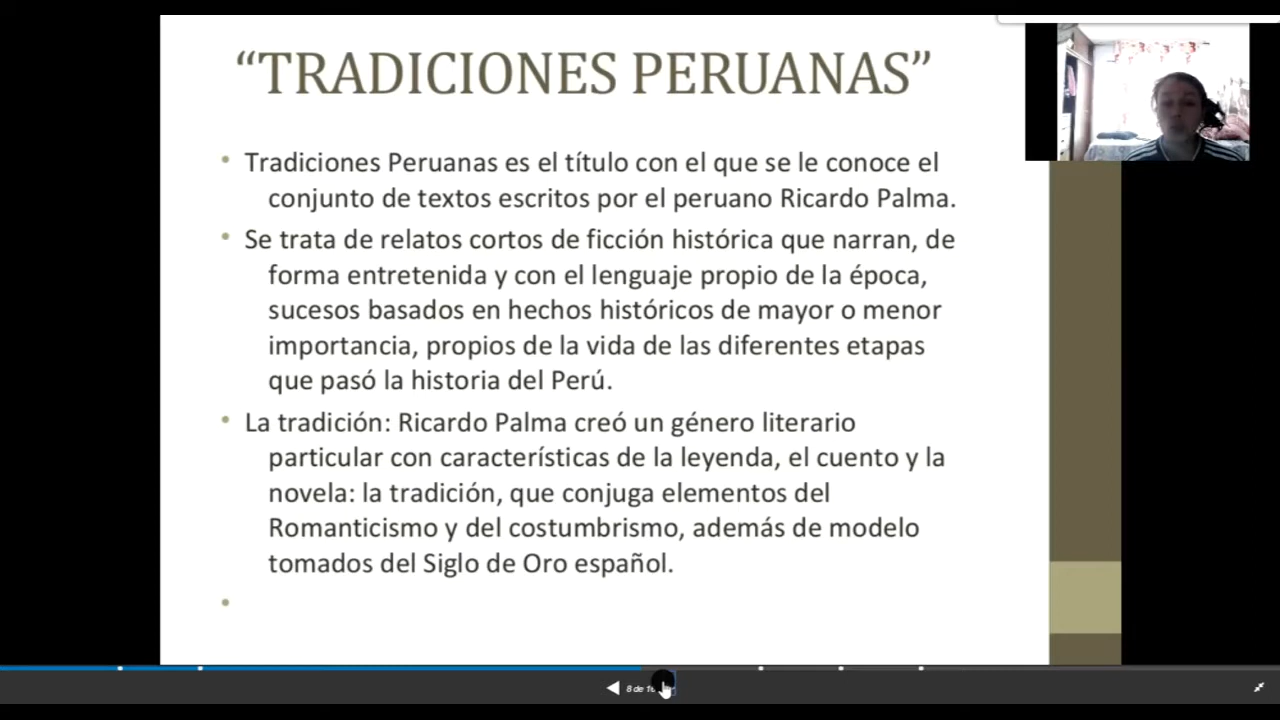 “TRADICIONES PERUANAS”
• Tradiciones Peruanas es el título con el que se le conoce el
conjunto de textos escritos por el peruano Ricardo Palma.
• Se trata de relatos cortos de ficción histórica que narran, de
forma entretenida y con el lenguaje propio de la época,
sucesos basados en hechos históricos de mayor o menor
importancia, propios de la vida de las diferentes etapas
que pasó la historia del Perú.
• La tradición: Ricardo Palma creó un género literario
particular con características de la leyenda, el cuento y la
novela: la tradición, que conjuga elementos del
Romanticismo y del costumbrismo, además de modelo
tomados del Siglo de Oro español.
•
8 de